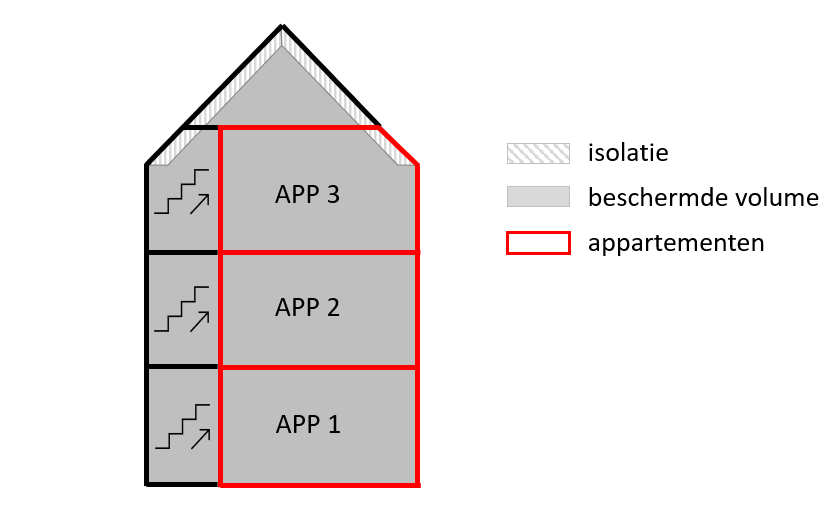 isolatie
beschermde volume
appartementen
APP 3
APP 2
APP 1